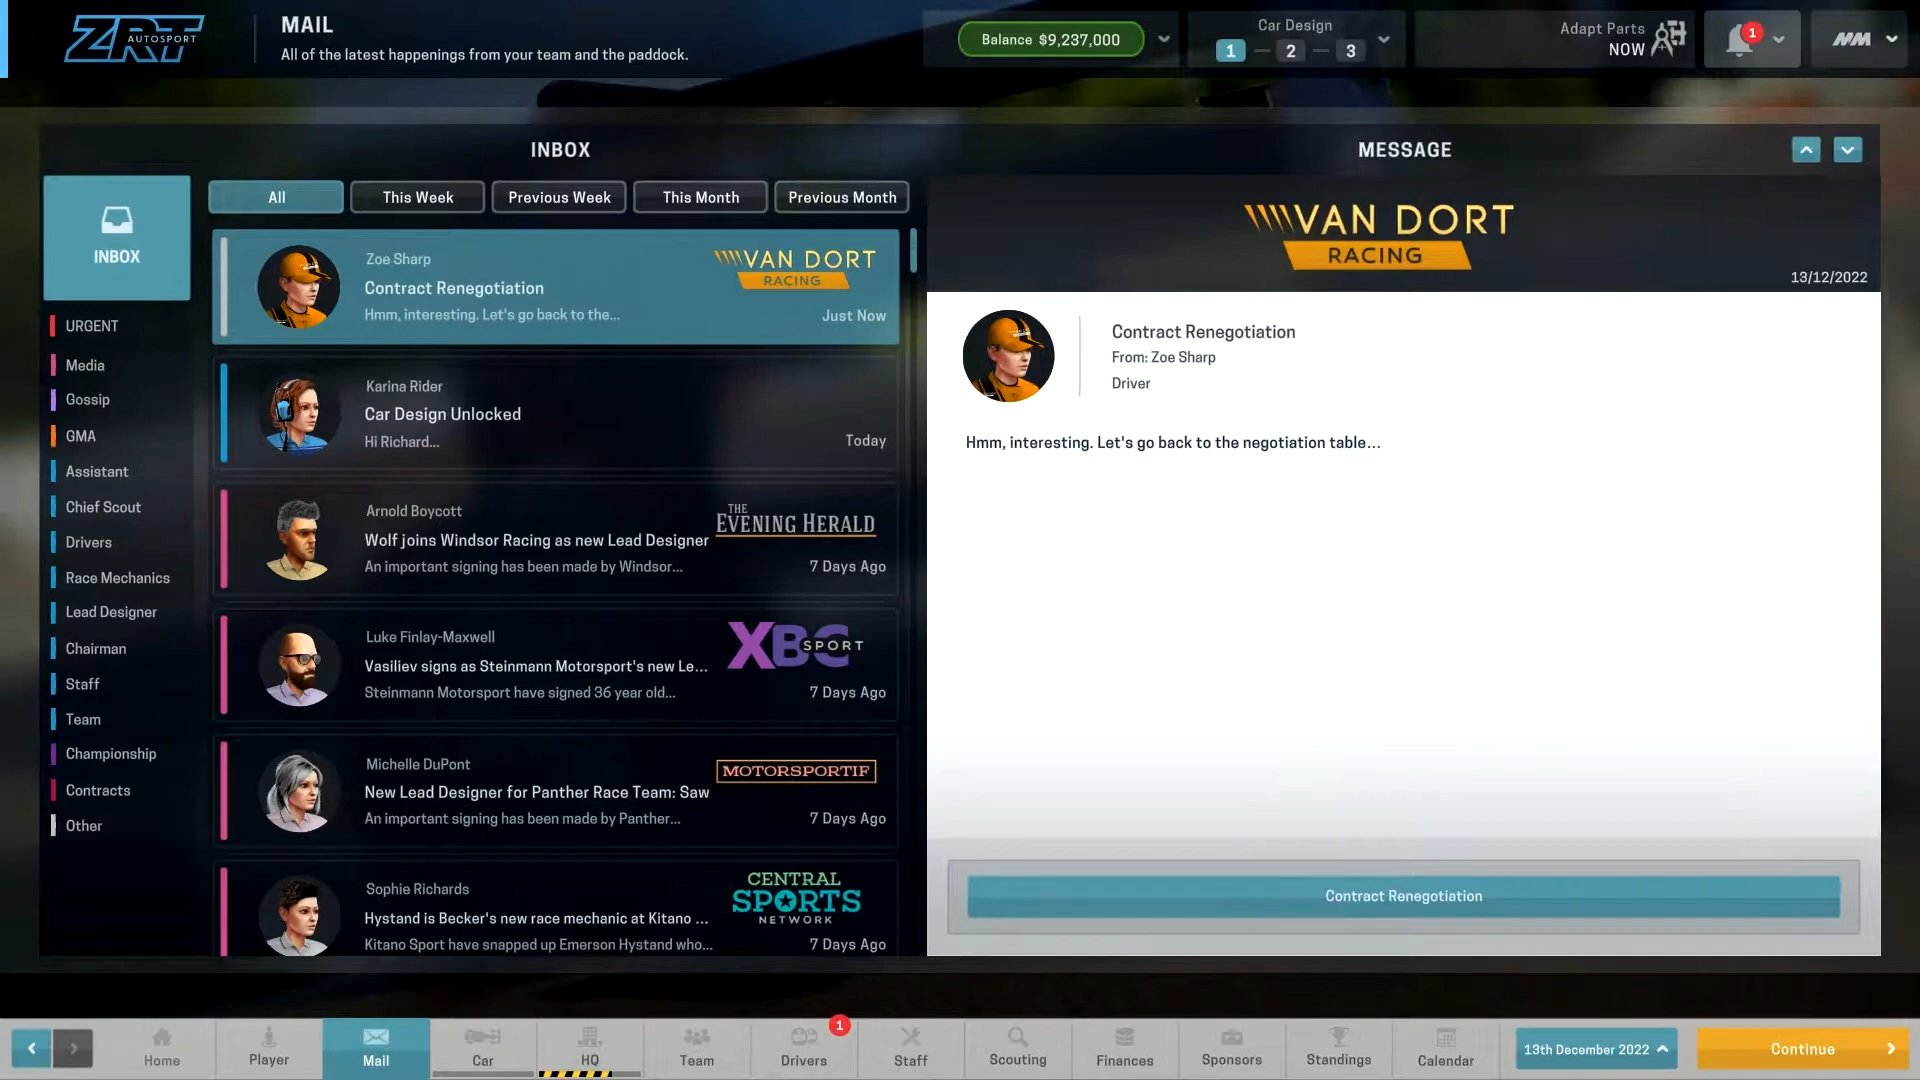 ZRT
AUTOSPORT
MAIL
All of the latest happenings from your team and the paddock.
Balance $9,237,000
Car Design
1 2 3
Adapt Parts
NOW
1
MM
INBOX
MESSAGE
INBOX
All
This Week
Previous Week
This Month
Previous Month
URGENT
Media
Gossip
GMA
Assistant
Chief Scout
Drivers
Race Mechanics
Lead Designer
Chairman
Staff
Team
Championship
Contracts
Other
Zoe Sharp
Contract Renegotiation
Hmm, interesting. Let's go back to the...
VAN DORT
RACING
Just Now
Karina Rider
Car Design Unlocked
Hi Richard...
Today
Arnold Boycott
Wolf joins Windsor Racing as new Lead Designer
An important signing has been made by Windsor...
THE
EVENING HERALD
7 Days Ago
Luke Finlay-Maxwell
Vasiliev signs as Steinmann Motorsport's new Le...
Steinmann Motorsport have signed 36 year old...
XBC
SPORT
7 Days Ago
Michelle DuPont
New Lead Designer for Panther Race Team: Saw
An important signing has been made by Panther...
MOTORSPORTIF
7 Days Ago
Sophie Richards
Hystand is Becker's new race mechanic at Kitano ...
Kitano Sport have snapped up Emerson Hystand who...
CENTRAL
SPORTS
NETWORK
7 Days Ago
VAN DORT
RACING
13/12/2022
Contract Renegotiation
From: Zoe Sharp
Driver
Hmm, interesting. Let's go back to the negotiation table...
Contract Renegotiation
Home
Player
Mail
Car
HQ
Team
1
Drivers
Staff
Scouting
Finances
Sponsors
Standings
Calendar
13th December 2022
Continue